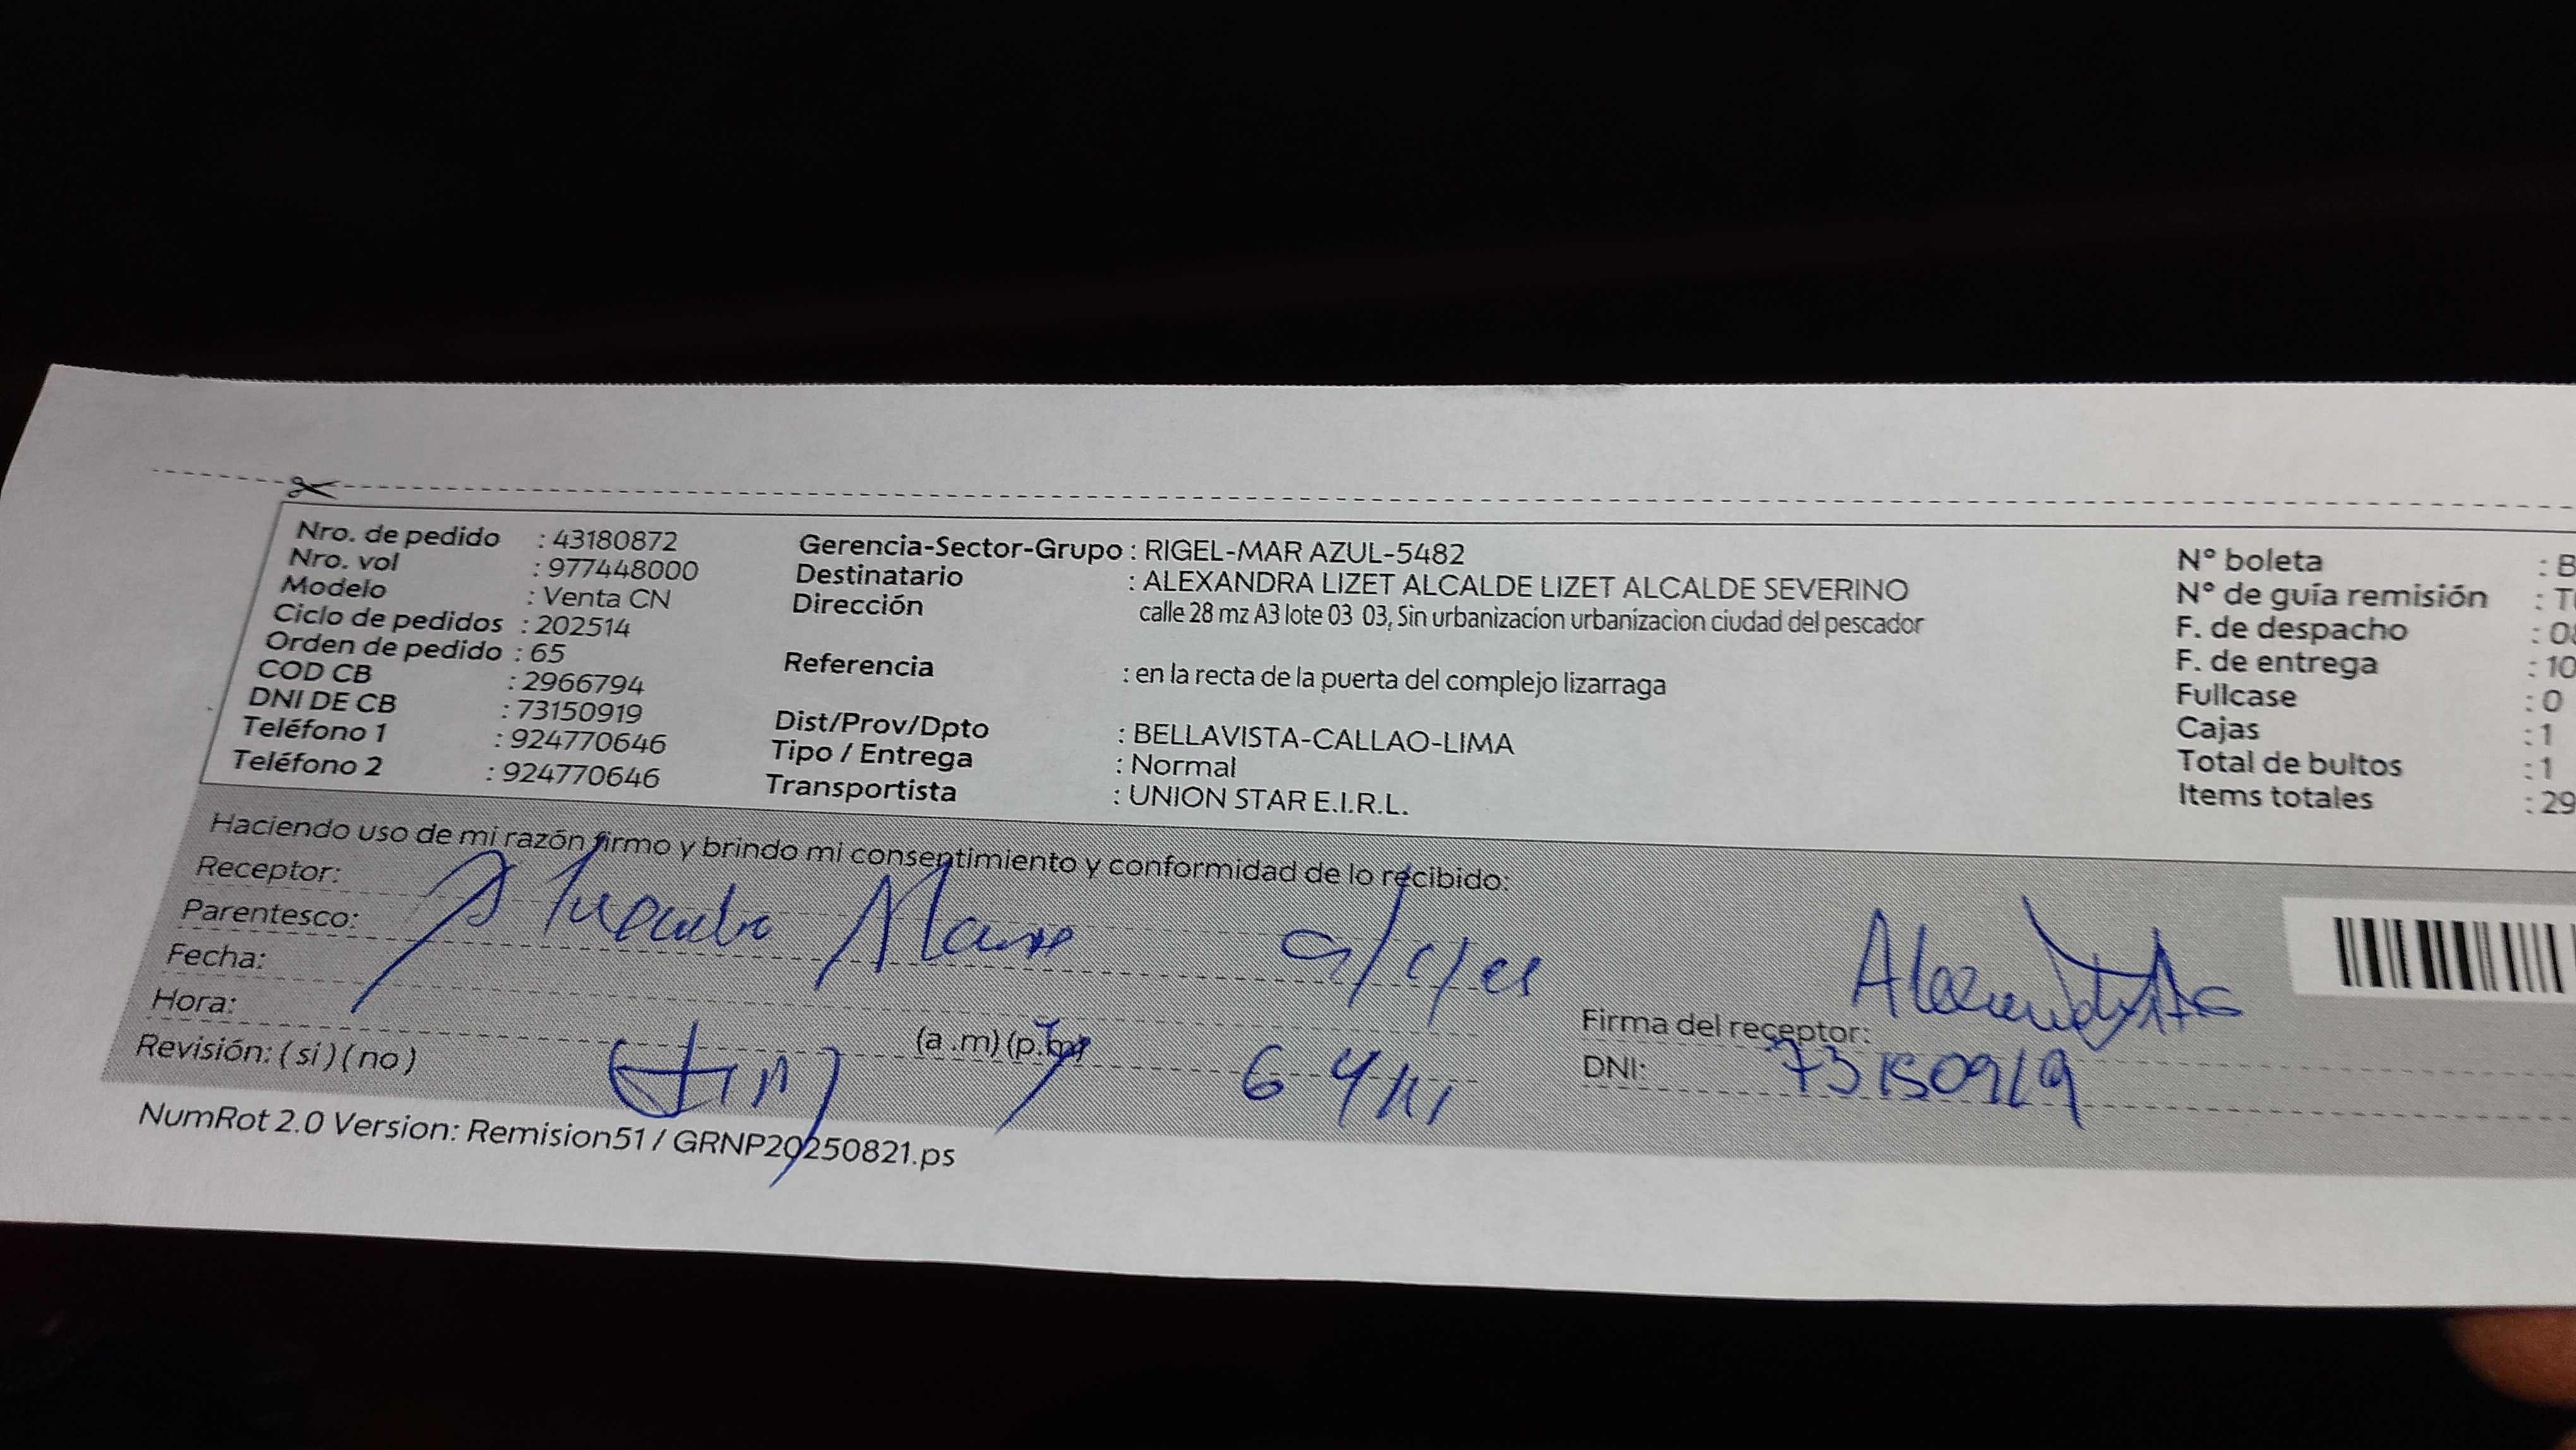 Nro. de pedido : 43180872
Nro. vol : 977448000
Modelo : Venta CN
Ciclo de pedidos : 202514
Orden de pedido : 65
COD CB : 2966794
DNI DE CB : 73150919
Teléfono 1 : 924770646
Teléfono 2 : 924770646
Gerencia-Sector-Grupo : RIGEL-MAR AZUL-5482
Destinatario : ALEXANDRA LIZET ALCALDE LIZET ALCALDE SEVERINO
Dirección calle 28 mz A3 lote 03 03, Sin urbanizacion urbanizacion ciudad del pescador
Referencia : en la recta de la puerta del complejo lizarraga
Dist/Prov/Dpto : BELLAVISTA-CALLAO-LIMA
Tipo / Entrega : Normal
Transportista : UNION STAR E.I.R.L.
N° boleta : B
N° de guía remisión : T
F. de despacho : 08
F. de entrega : 10
Fullcase : 0
Cajas : 1
Total de bultos : 1
Items totales : 29
Haciendo uso de mi razón firmo y brindo mi consentimiento y conformidad de lo recibido:
Receptor:
Parentesco:
Fecha:
Hora: (a.m) (p.m)
Revisión: ( si ) ( no )
Firma del receptor:
DNI: 73150919
NumRot 2.0 Version: Remision51 / GRNP20250821.ps